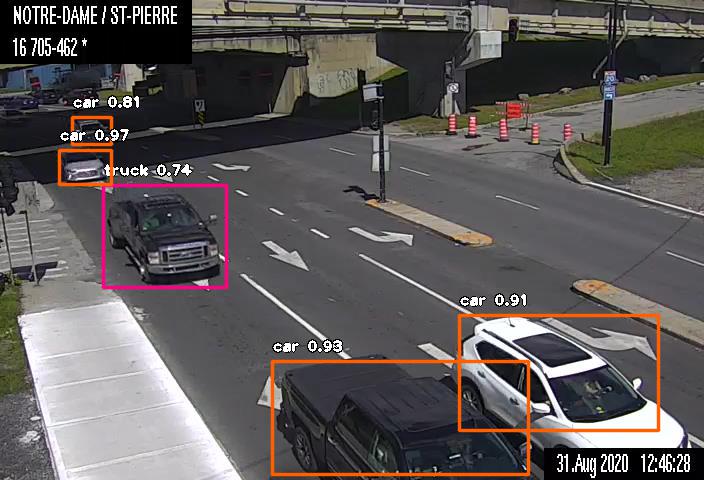 NOTRE-DAME / ST-PIERRE
16 705-462 *
car 0.81
car 0.97
truck 0.74
car 0.91
car 0.93
31.Aug 2020 12:46:28